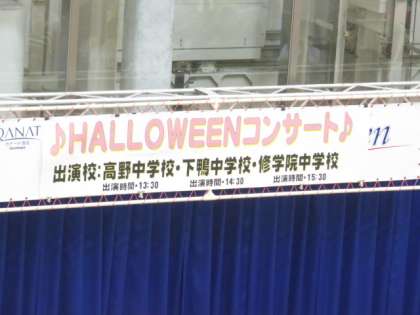 QANAT
♪HALLOWEENコンサート♪
出演校：高野中学校・下鴨中学校・修学院中学校
出演時間・13:30 出演時間・14:30 出演時間・15:30